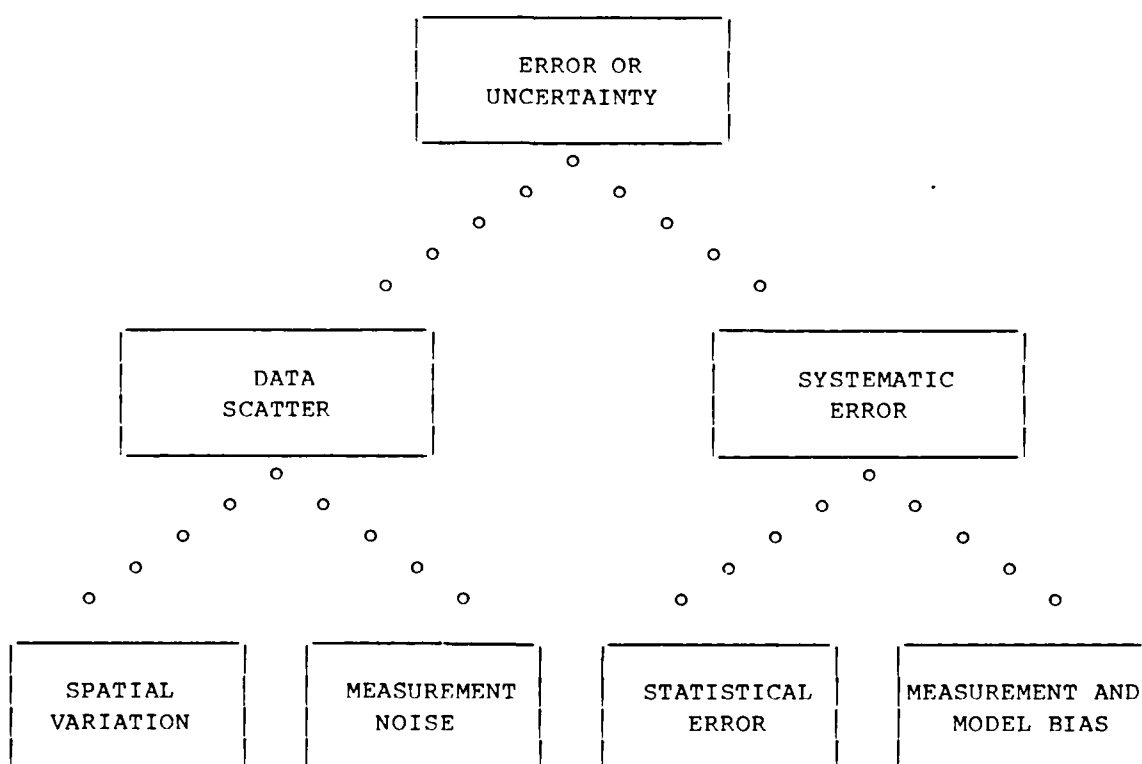 ERROR OR
UNCERTAINTY
DATA
SCATTER
SYSTEMATIC
ERROR
SPATIAL
VARIATION
MEASUREMENT
NOISE
STATISTICAL
ERROR
MEASUREMENT AND
MODEL BIAS